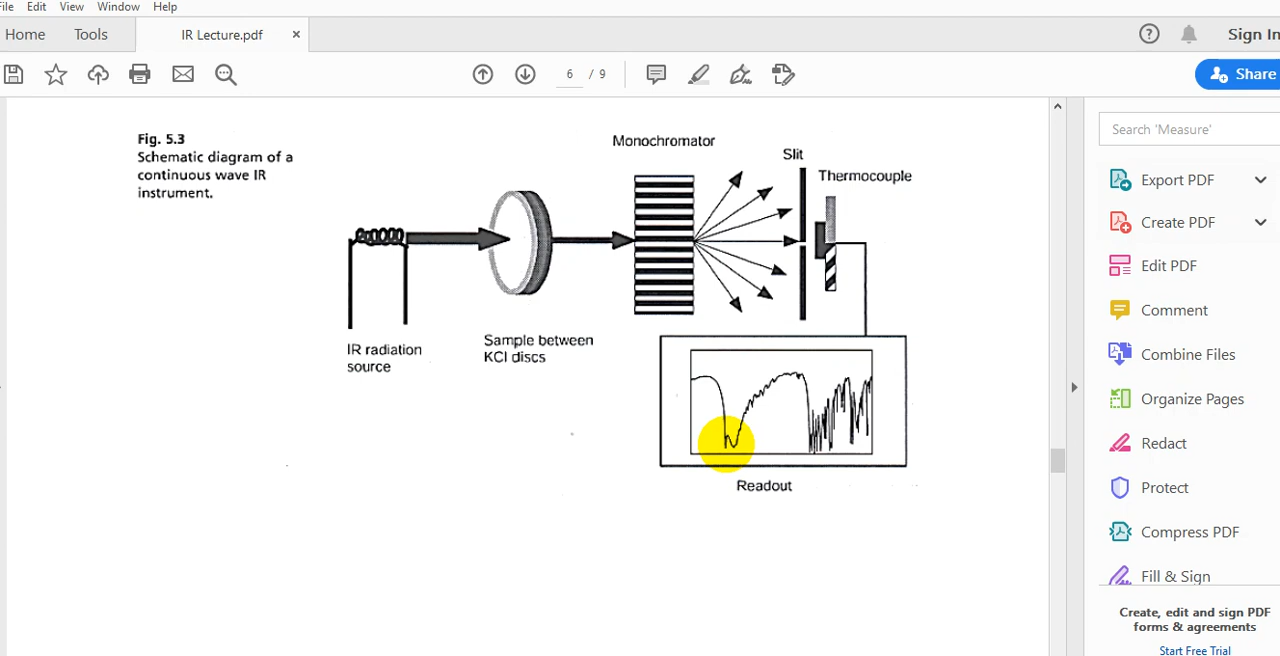 File Edit View Window Help
Home Tools IR Lecture.pdf × Sign In
6 / 9 Share
Fig. 5.3
Schematic diagram of a
continuous wave IR
instrument.
Monochromator
Slit
Thermocouple
IR radiation
source
Sample between
KCl discs
Readout
Search 'Measure'
Export PDF
Create PDF
Edit PDF
Comment
Combine Files
Organize Pages
Redact
Protect
Compress PDF
Fill & Sign
Create, edit and sign PDF
forms & agreements
Start Free Trial